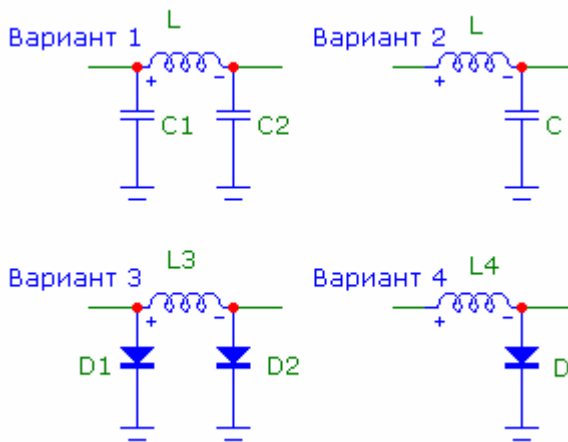 Вариант 1
L
+
-
C1
C2
Вариант 2
L
+
-
C
Вариант 3
L3
+
-
D1
D2
Вариант 4
L4
+
-
D